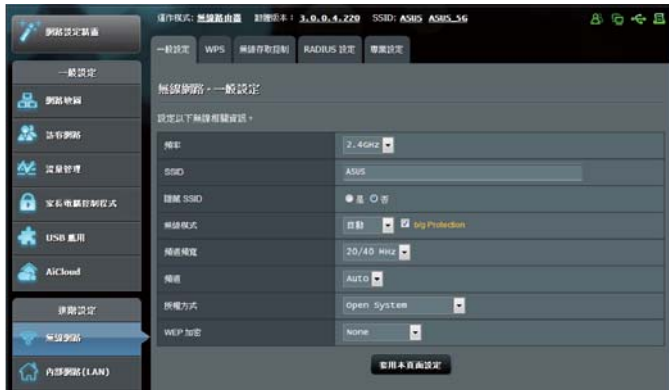 網路設定精靈
運作模式: 無線路由器 韌體版本: 3.0.0.4.220 SSID: ASUS ASUS_5G
一般設定 WPS 無線存取控制 RADIUS 設定 專業設定
一般設定
網路地圖
訪客網路
流量管理
家長電腦控制程式
USB 應用
AiCloud
進階設定
無線網路
內部網路(LAN)
無線網路 - 一般設定
設定以下無線相關資訊。
頻率 2.4GHz
SSID ASUS
隱藏 SSID 是 否
無線模式 自動 b/g Protection
頻道頻寬 20/40 MHz
頻道 Auto
授權方式 Open System
WEP 加密 None
套用本頁面設定